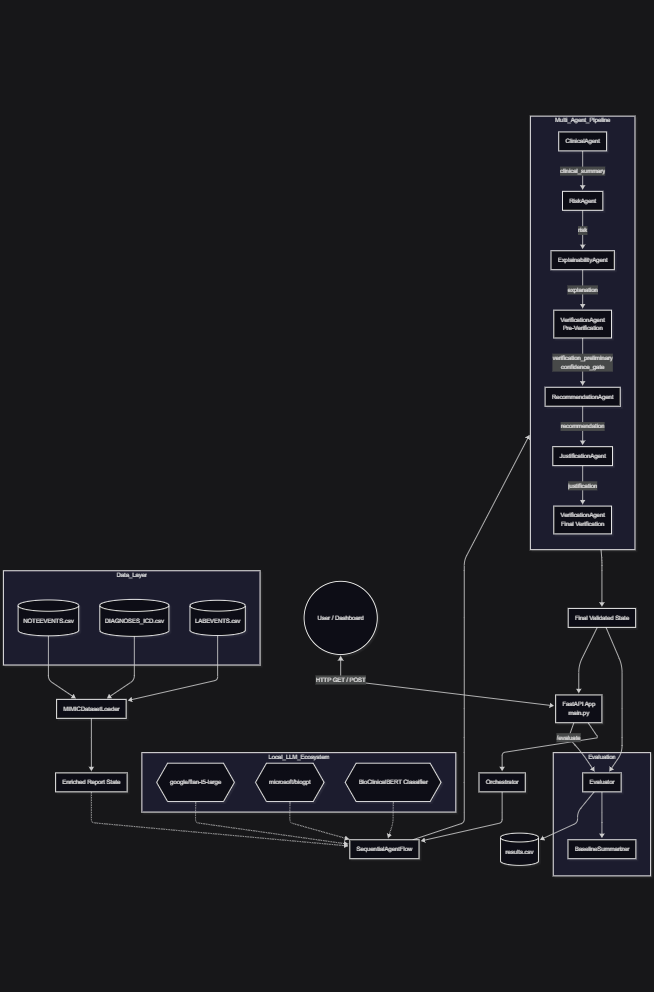 Multi_Agent_Pipeline
ClinicalAgent
clinical_summary
RiskAgent
risk
ExplainabilityAgent
explanation
VerificationAgent
Pre-Verification
verification_preliminary
confidence_gate
RecommendationAgent
recommendation
JustificationAgent
justification
VerificationAgent
Final Verification
Data_Layer
NOTEEVENTS.csv
DIAGNOSES_ICD.csv
LABEVENTS.csv
User / Dashboard
Final Validated State
HTTP GET / POST
MIMICDatasetLoader
FastAPI App
main.py
/evaluate
Local_LLM_Ecosystem
Evaluation
Enriched Report State
google/flan-t5-large
microsoft/biogpt
BioClinicalBERT Classifier
Orchestrator
Evaluator
SequentialAgentFlow
results.csv
BaselineSummarizer